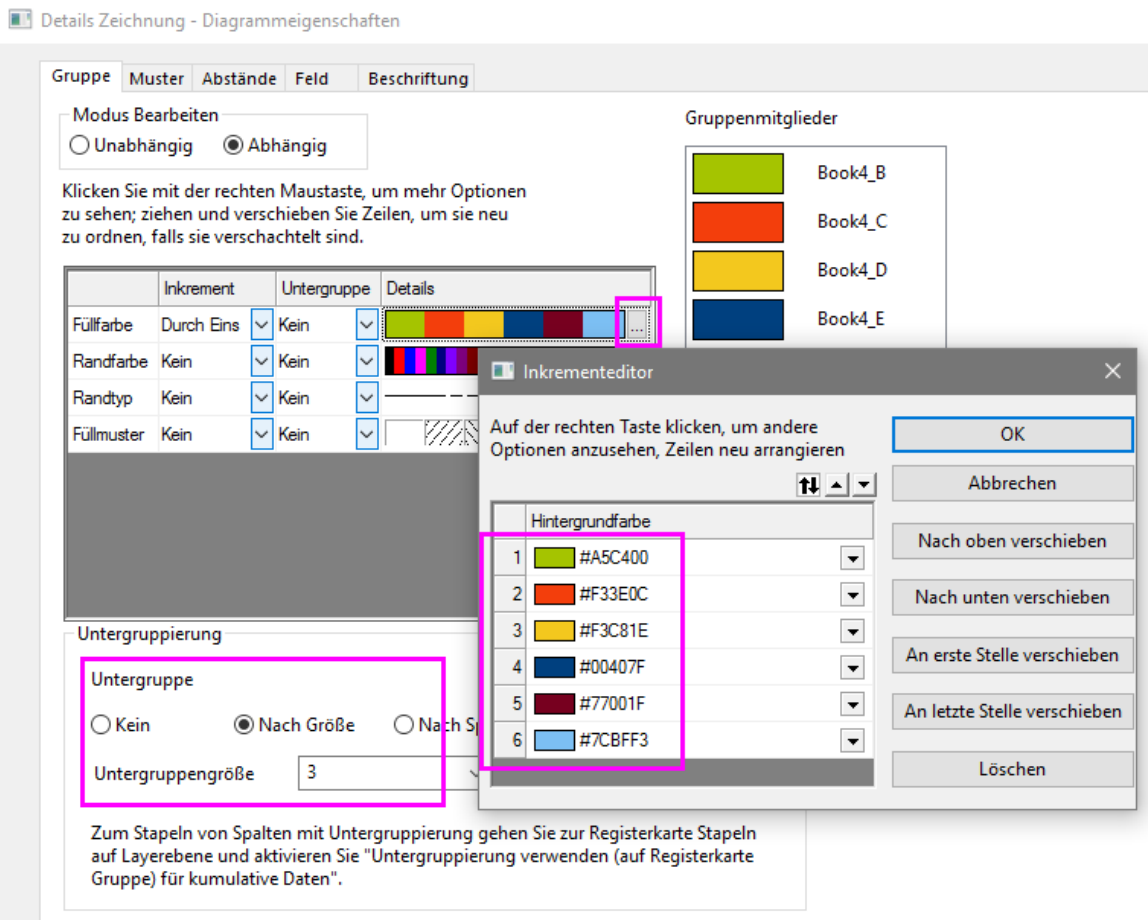 Details Zeichnung - Diagrammeigenschaften
Gruppe Muster Abstände Feld Beschriftung
Modus Bearbeiten
Unabhängig Abhängig
Klicken Sie mit der rechten Maustaste, um mehr Optionen
zu sehen; ziehen und verschieben Sie Zeilen, um sie neu
zu ordnen, falls sie verschachtelt sind.
Inkrement Untergruppe Details
Füllfarbe Durch Eins Kein ...
Randfarbe Kein Kein
Randtyp Kein Kein
Füllmuster Kein Kein
Gruppenmitglieder
Book4_B
Book4_C
Book4_D
Book4_E
Inkrementeditor
Auf der rechten Taste klicken, um andere
Optionen anzusehen, Zeilen neu arrangieren
Hintergrundfarbe
1 #A5C400
2 #F33E0C
3 #F3C81E
4 #00407F
5 #77001F
6 #7CBFF3
OK
Abbrechen
Nach oben verschieben
Nach unten verschieben
An erste Stelle verschieben
An letzte Stelle verschieben
Löschen
Untergruppierung
Untergruppe
Kein Nach Größe Nach
Untergruppengröße 3
Zum Stapeln von Spalten mit Untergruppierung gehen Sie zur Registerkarte Stapeln
auf Layerebene und aktivieren Sie "Untergruppierung verwenden (auf Registerkarte
Gruppe) für kumulative Daten".